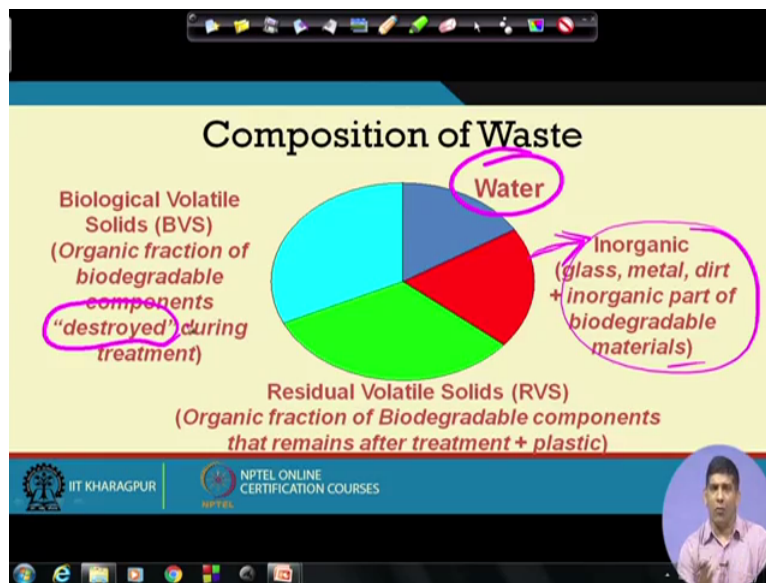 Composition of Waste
Biological Volatile
Solids (BVS)
(Organic fraction of
biodegradable
components
“destroyed” during
treatment)
Water
Inorganic
(glass, metal, dirt
+ inorganic part of
biodegradable
materials)
Residual Volatile Solids (RVS)
(Organic fraction of Biodegradable components
that remains after treatment + plastic)
IIT KHARAGPUR
NPTEL
NPTEL ONLINE
CERTIFICATION COURSES